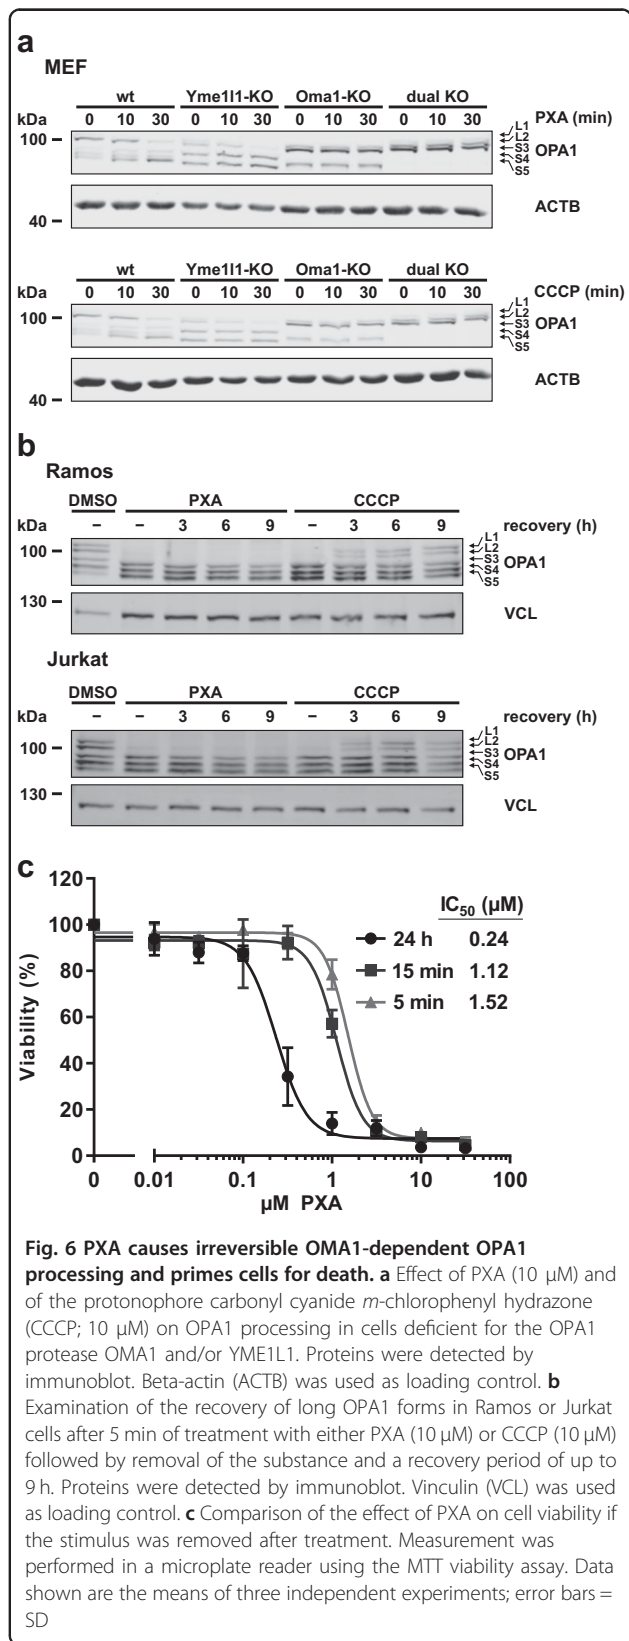 a
MEF
wt Yme1l1-KO Oma1-KO dual KO
kDa 0 10 30 0 10 30 0 10 30 0 10 30 PXA (min)
100 L1
L2
S3 OPA1
S4
S5
ACTB
40
wt Yme1l1-KO Oma1-KO dual KO
kDa 0 10 30 0 10 30 0 10 30 0 10 30 CCCP (min)
100 L1
L2
S3 OPA1
S4
S5
ACTB
40
b
Ramos
DMSO PXA CCCP
kDa – – 3 6 9 – 3 6 9 recovery (h)
100 L1
L2
S3 OPA1
S4
S5
130
VCL
Jurkat
DMSO PXA CCCP
kDa – – 3 6 9 – 3 6 9 recovery (h)
100 L1
L2
S3 OPA1
S4
S5
130
VCL
c
120
100
80
60
40
20
0
Viability (%)
IC50 (µM)
24 h 0.24
15 min 1.12
5 min 1.52
0 0.01 0.1 1 10 100
µM PXA
Fig. 6 PXA causes irreversible OMA1-dependent OPA1
processing and primes cells for death. a Effect of PXA (10 µM) and
of the protonophore carbonyl cyanide m-chlorophenyl hydrazone
(CCCP; 10 µM) on OPA1 processing in cells deficient for the OPA1
protease OMA1 and/or YME1L1. Proteins were detected by
immunoblot. Beta-actin (ACTB) was used as loading control. b
Examination of the recovery of long OPA1 forms in Ramos or Jurkat
cells after 5 min of treatment with either PXA (10 µM) or CCCP (10 µM)
followed by removal of the substance and a recovery period of up to
9 h. Proteins were detected by immunoblot. Vinculin (VCL) was used
as loading control. c Comparison of the effect of PXA on cell viability if
the stimulus was removed after treatment. Measurement was
performed in a microplate reader using the MTT viability assay. Data
shown are the means of three independent experiments; error bars =
SD